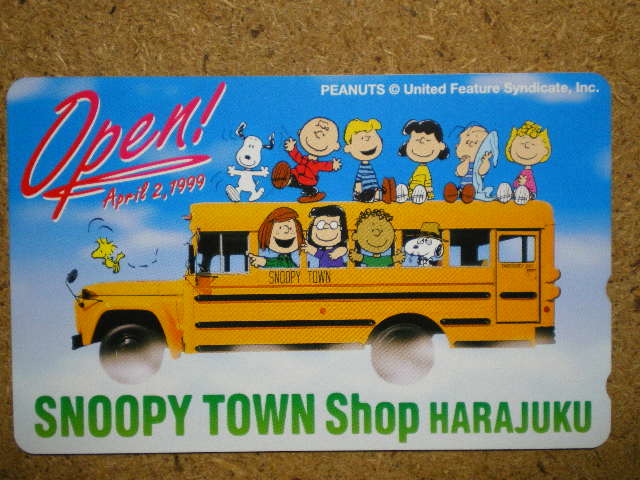 PEANUTS © United Feature Syndicate, Inc.
Open!
April 2, 1999
SNOOPY TOWN
SNOOPY TOWN Shop HARAJUKU